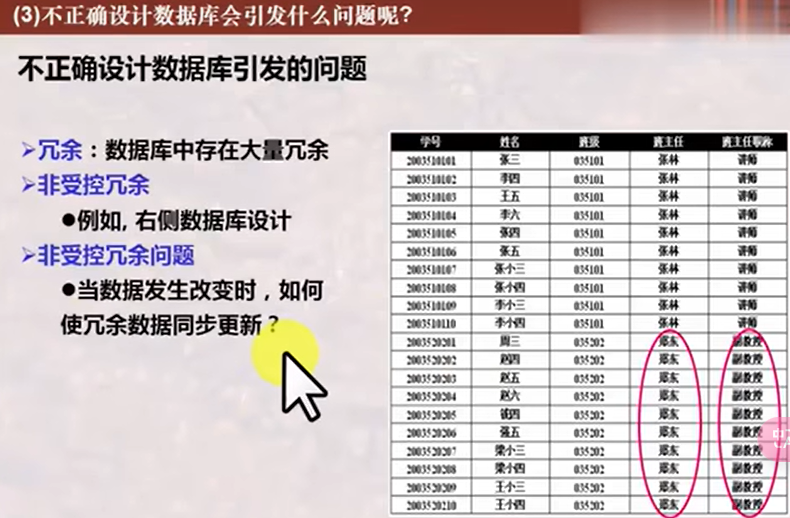 (3)不正确设计数据库会引发什么问题呢?
不正确设计数据库引发的问题
➢冗余：数据库中存在大量冗余
➢非受控冗余
●例如, 右侧数据库设计
➢非受控冗余问题
●当数据发生改变时，如何
使冗余数据同步更新？
学号 姓名 班级 班主任 班主任职称
2003510101 张三 035101 张林 讲师
2003510102 李四 035101 张林 讲师
2003510103 王五 035101 张林 讲师
2003510104 李六 035101 张林 讲师
2003510105 张四 035101 张林 讲师
2003510106 张五 035101 张林 讲师
2003510107 张小三 035101 张林 讲师
2003510108 张小四 035101 张林 讲师
2003510109 李小三 035101 张林 讲师
2003510110 李小四 035101 张林 讲师
2003520201 周三 035202 郑东 副教授
2003520202 赵四 035202 郑东 副教授
2003520203 赵五 035202 郑东 副教授
2003520204 赵六 035202 郑东 副教授
2003520205 钱四 035202 郑东 副教授
2003520206 强五 035202 郑东 副教授
2003520207 梁小三 035202 郑东 副教授
2003520208 梁小四 035202 郑东 副教授
2003520209 王小三 035202 郑东 副教授
2003520210 王小四 035202 郑东 副教授